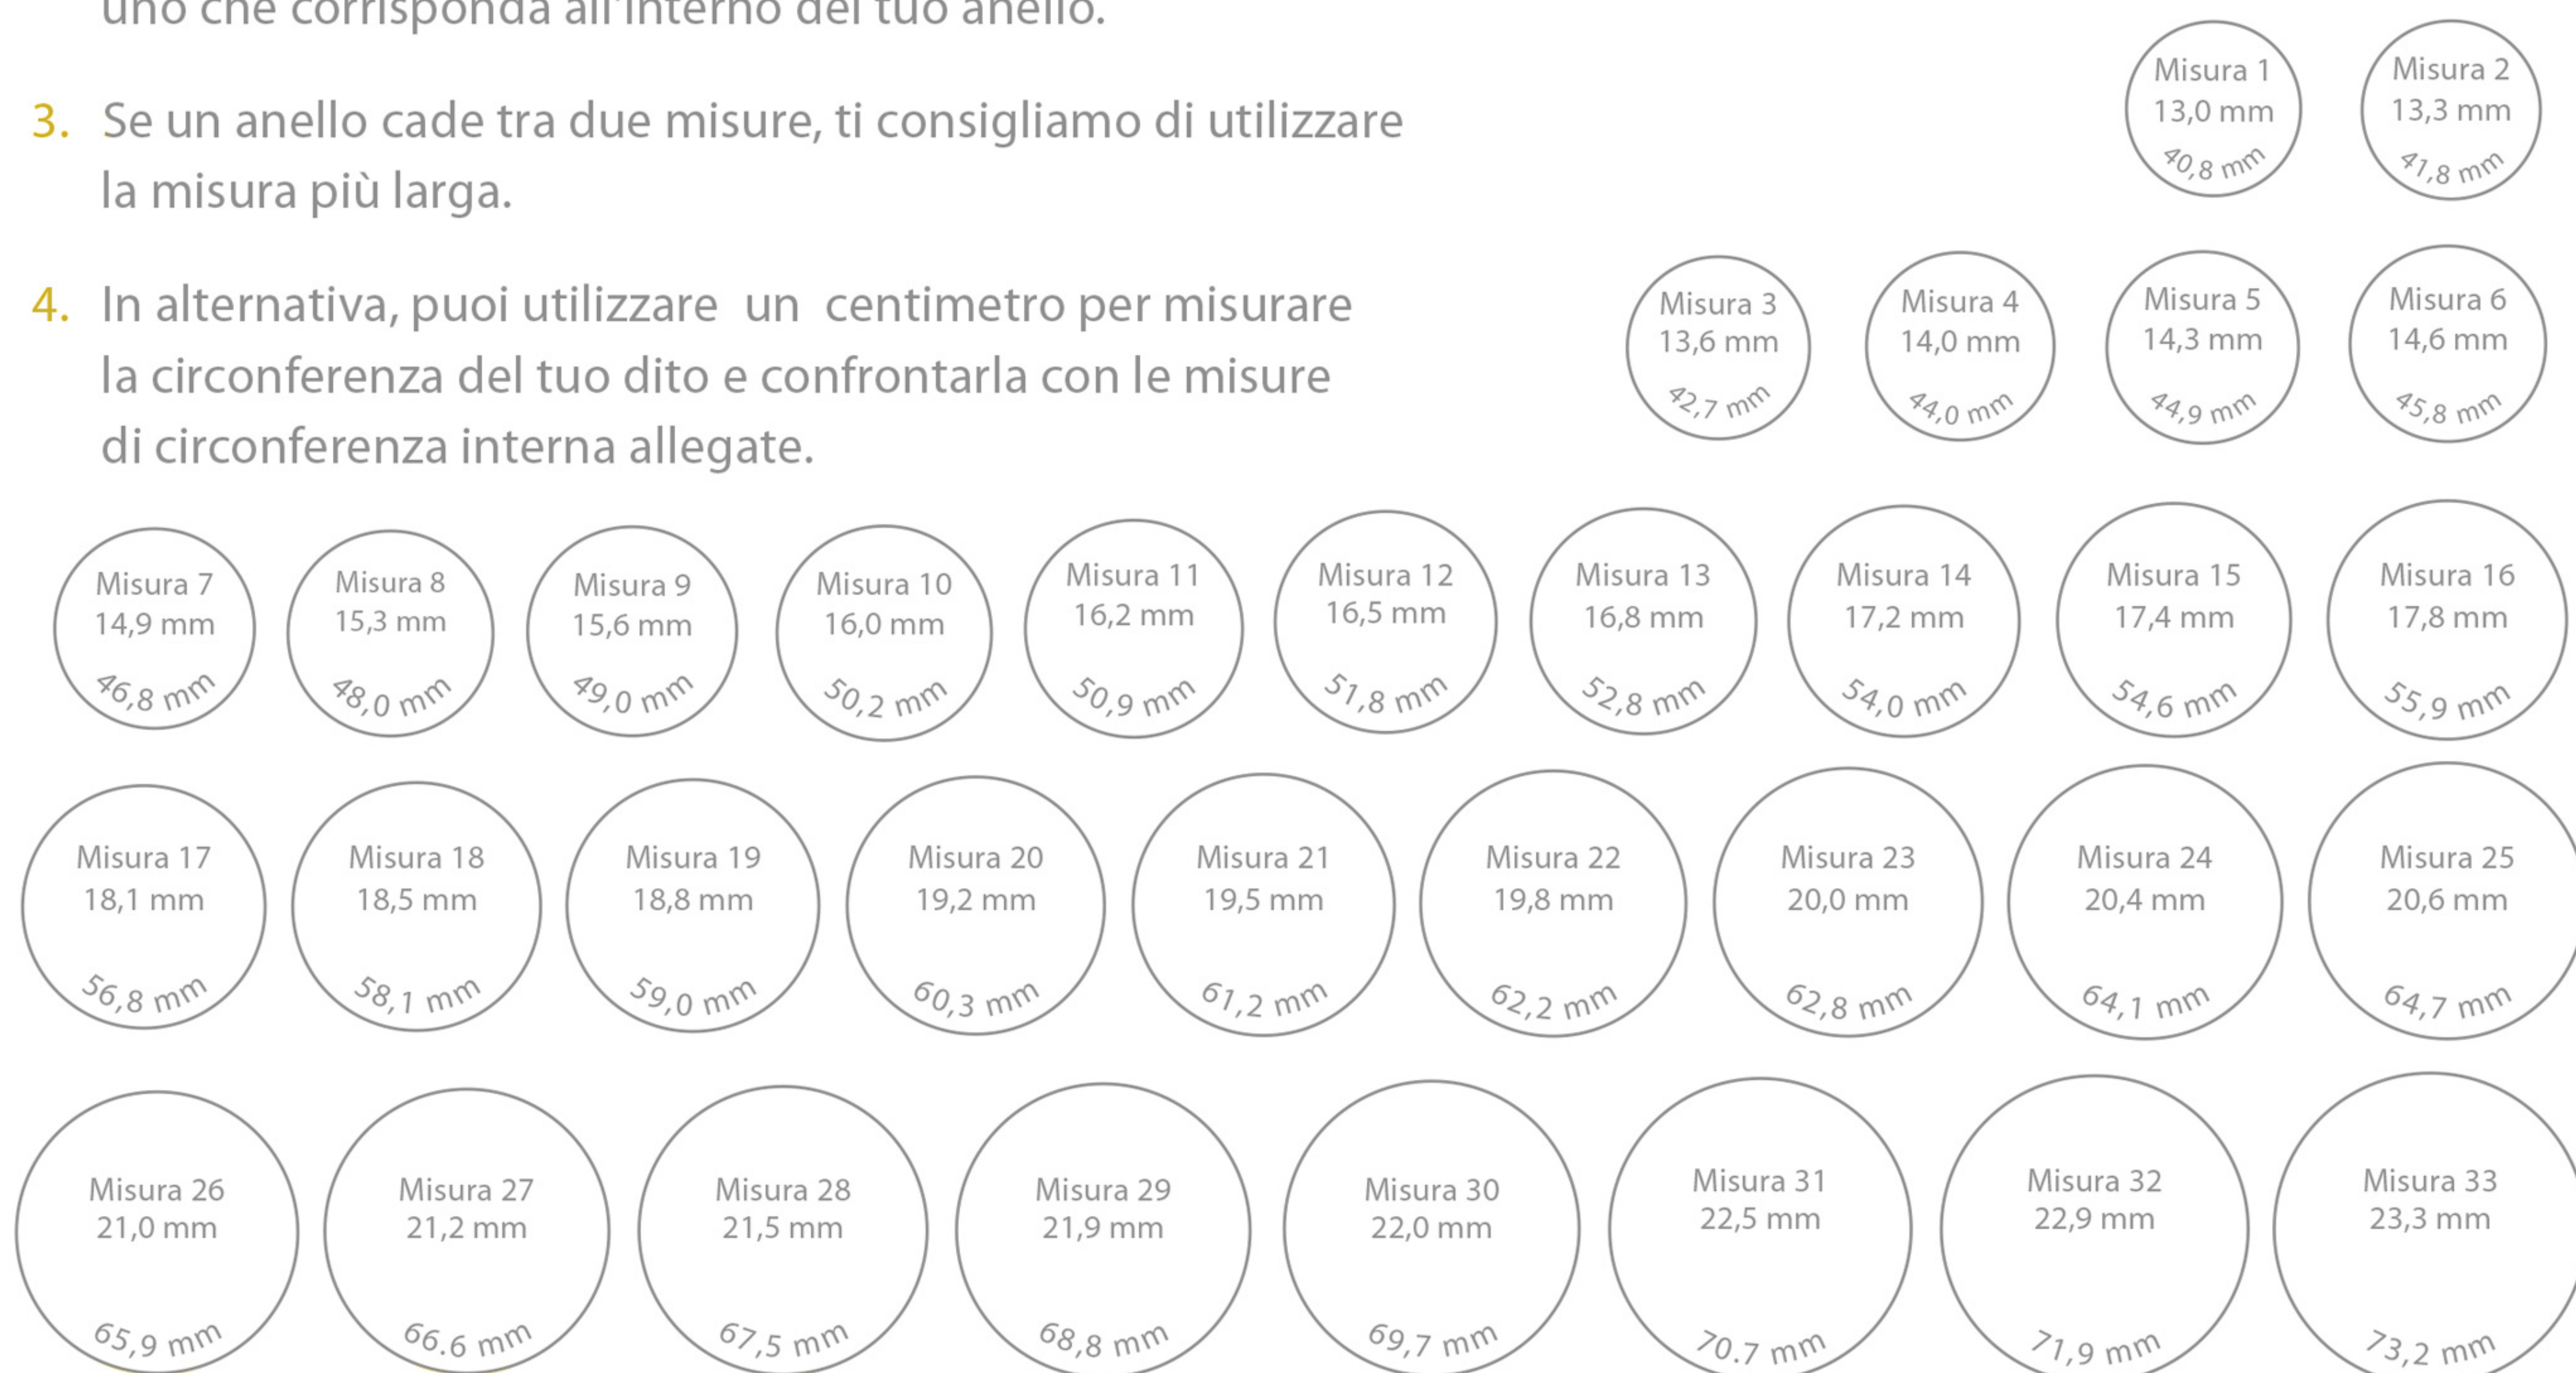 uno che corrisponda all'interno del tuo anello.
3. Se un anello cade tra due misure, ti consigliamo di utilizzare
la misura più larga.
4. In alternativa, puoi utilizzare un centimetro per misurare
la circonferenza del tuo dito e confrontarla con le misure
di circonferenza interna allegate.
Misura 1
13,0 mm
40,8 mm
Misura 2
13,3 mm
41,8 mm
Misura 3
13,6 mm
42,7 mm
Misura 4
14,0 mm
44,0 mm
Misura 5
14,3 mm
44,9 mm
Misura 6
14,6 mm
45,8 mm
Misura 7
14,9 mm
46,8 mm
Misura 8
15,3 mm
48,0 mm
Misura 9
15,6 mm
49,0 mm
Misura 10
16,0 mm
50,2 mm
Misura 11
16,2 mm
50,9 mm
Misura 12
16,5 mm
51,8 mm
Misura 13
16,8 mm
52,8 mm
Misura 14
17,2 mm
54,0 mm
Misura 15
17,4 mm
54,6 mm
Misura 16
17,8 mm
55,9 mm
Misura 17
18,1 mm
56,8 mm
Misura 18
18,5 mm
58,1 mm
Misura 19
18,8 mm
59,0 mm
Misura 20
19,2 mm
60,3 mm
Misura 21
19,5 mm
61,2 mm
Misura 22
19,8 mm
62,2 mm
Misura 23
20,0 mm
62,8 mm
Misura 24
20,4 mm
64,1 mm
Misura 25
20,6 mm
64,7 mm
Misura 26
21,0 mm
65,9 mm
Misura 27
21,2 mm
66.6 mm
Misura 28
21,5 mm
67,5 mm
Misura 29
21,9 mm
68,8 mm
Misura 30
22,0 mm
69,7 mm
Misura 31
22,5 mm
70.7 mm
Misura 32
22,9 mm
71,9 mm
Misura 33
23,3 mm
73,2 mm